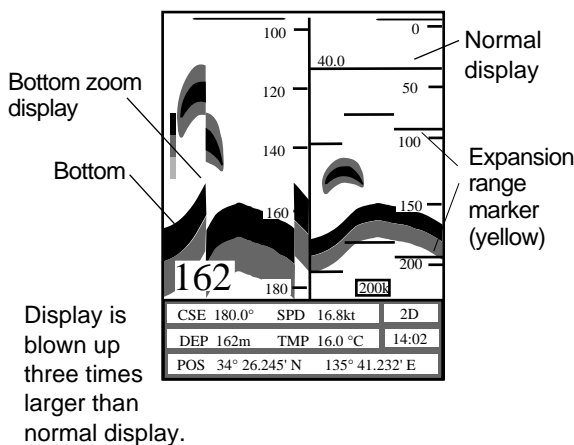 Bottom zoom
display
Bottom
Display is
blown up
three times
larger than
normal display.
100
120
140
160
180
162
0
40.0
50
100
150
200
200k
Normal
display
Expansion
range
marker
(yellow)
CSE 180.0° SPD 16.8kt 2D
DEP 162m TMP 16.0 °C 14:02
POS 34° 26.245' N 135° 41.232' E